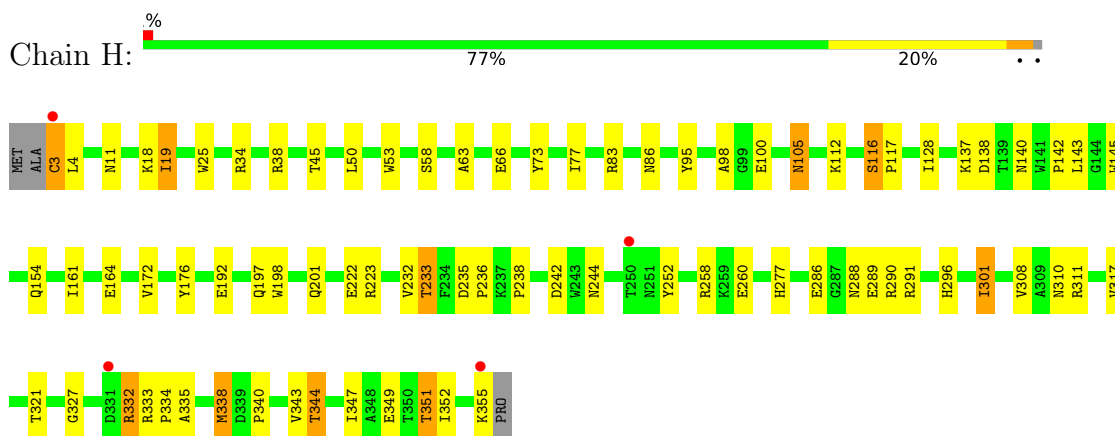 %
Chain H:
77% 20% • •
MET ALA C3 L4 N11 K18 I19 W25 R34 R38 T45 L50 W53 S58 A63 E66 Y73 I77 R83 N86 Y95 A98 G99 E100 N105 K112 S116 P117 I128 K137 D138 T139 N140 W141 P142 L143 G144 W145
Q154 I161 E164 V172 Y176 E192 Q197 W198 Q201 E222 R223 V232 T233 F234 D235 P236 K237 P238 D242 W243 N244 T250 N251 Y252 R258 K259 E260 H277 E286 G287 N288 E289 R290 R291 H296 I301 V308 A309 N310 R311
T321 G327 D331 R332 R333 P334 A335 M338 D339 P340 V343 T344 I347 A348 E349 T350 T351 I352 K355 PRO